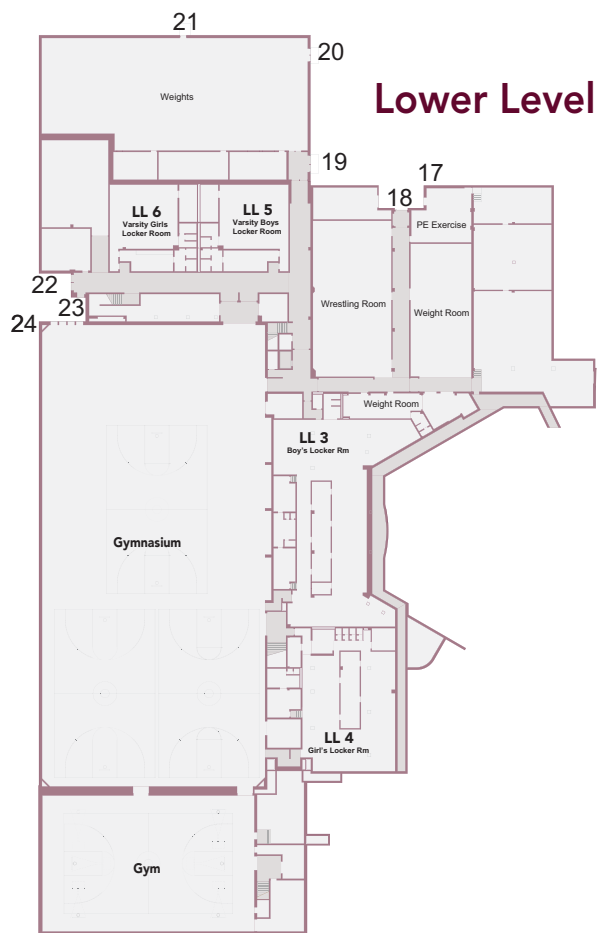 21
20
Lower Level
Weights
19
17
18
LL 6
Varsity Girls
Locker Room
LL 5
Varsity Boys
Locker Room
PE Exercise
22
Wrestling Room
Weight Room
23
24
Weight Room
LL 3
Boy's Locker Rm
Gymnasium
LL 4
Girl's Locker Rm
Gym